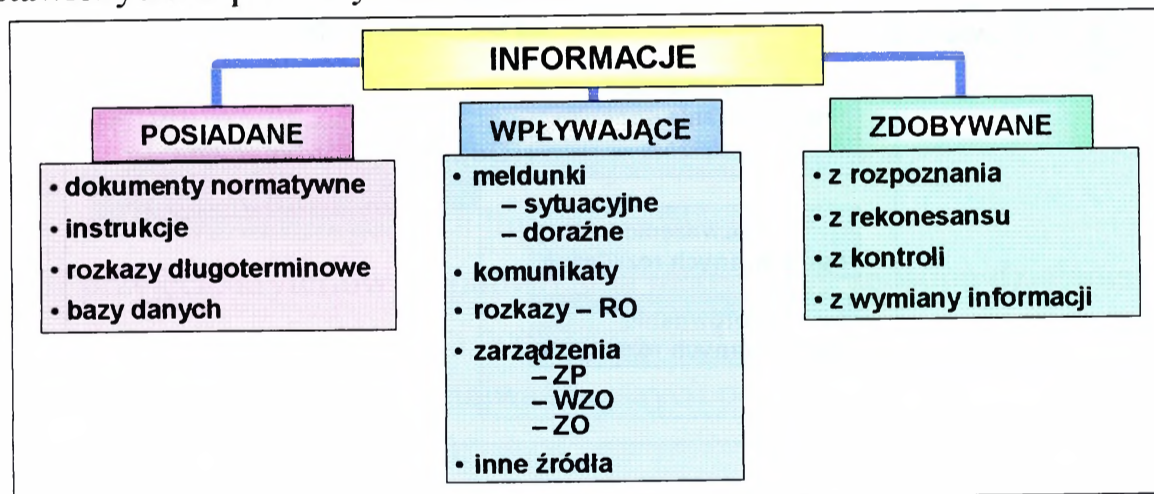 INFORMACJE
POSIADANE
• dokumenty normatywne
• instrukcje
• rozkazy długoterminowe
• bazy danych
WPŁYWAJĄCE
• meldunki
– sytuacyjne
– doraźne
• komunikaty
• rozkazy – RO
• zarządzenia
– ZP
– WZO
– ZO
• inne źródła
ZDOBYWANE
• z rozpoznania
• z rekonesansu
• z kontroli
• z wymiany informacji